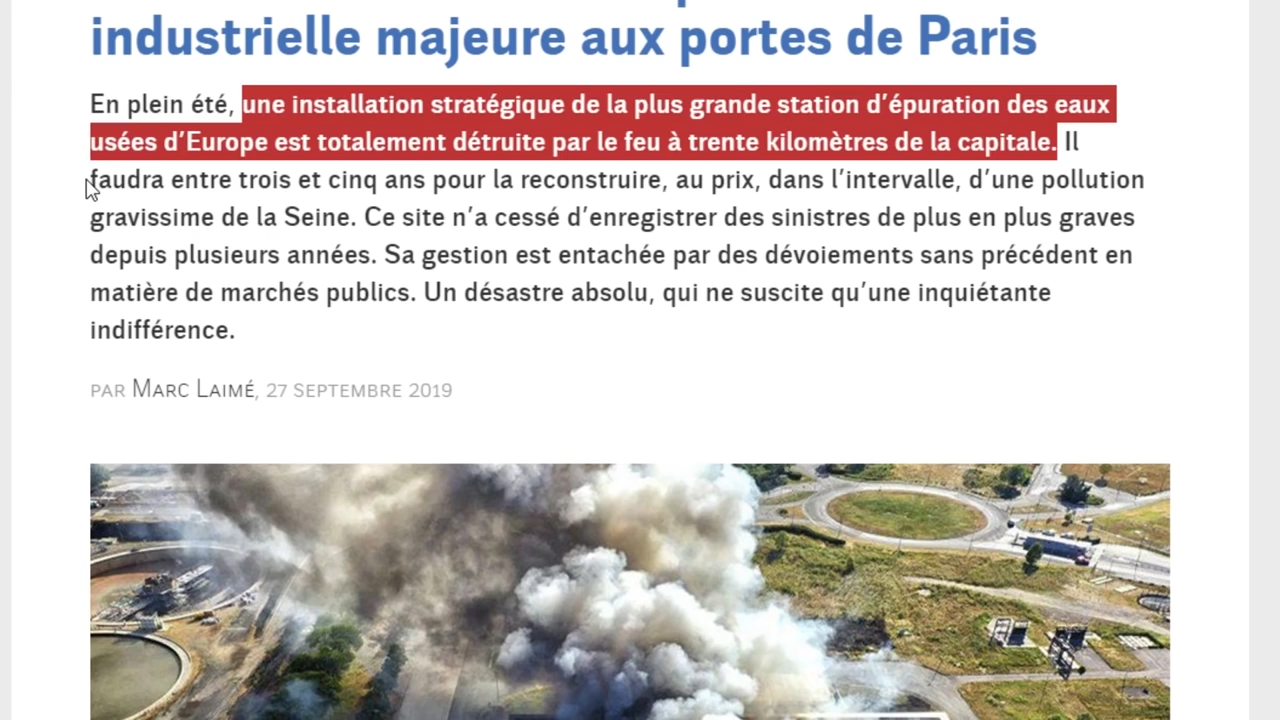 industrielle majeure aux portes de Paris
En plein été, une installation stratégique de la plus grande station d’épuration des eaux
usées d’Europe est totalement détruite par le feu à trente kilomètres de la capitale. Il
faudra entre trois et cinq ans pour la reconstruire, au prix, dans l’intervalle, d’une pollution
gravissime de la Seine. Ce site n’a cessé d’enregistrer des sinistres de plus en plus graves
depuis plusieurs années. Sa gestion est entachée par des dévoiements sans précédent en
matière de marchés publics. Un désastre absolu, qui ne suscite qu’une inquiétante
indifférence.
PAR MARC LAIMÉ, 27 SEPTEMBRE 2019